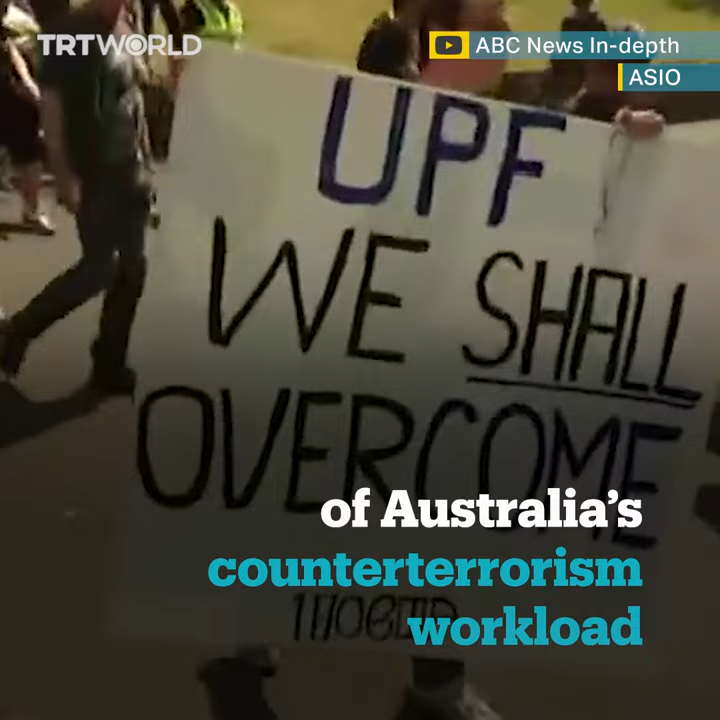 TRTWORLD
ABC News In-depth
ASIO
UPF
WE SHALL
OVERCOME
of Australia's
counterterrorism
workload